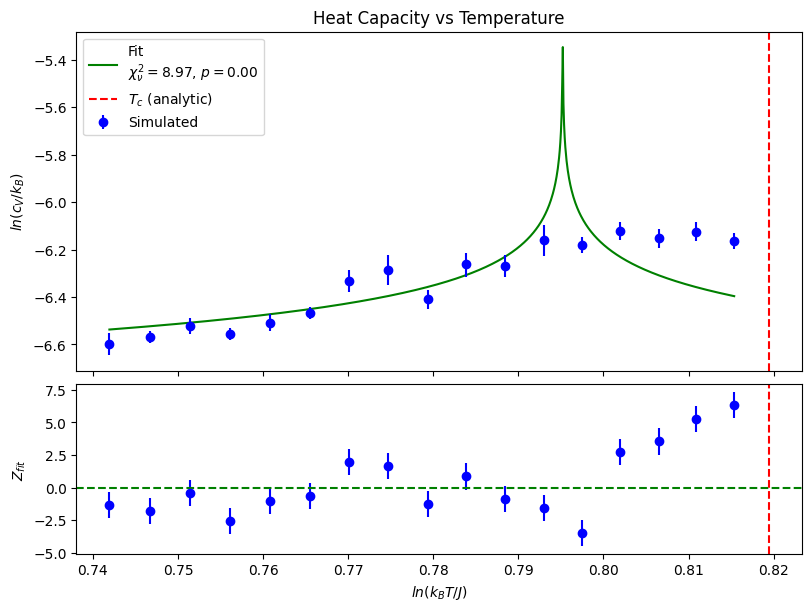 Heat Capacity vs Temperature
Fit
χ²ᵥ = 8.97, p = 0.00
T_c (analytic)
Simulated
ln(c_V/k_B)
−5.4
−5.6
−5.8
−6.0
−6.2
−6.4
−6.6
Z_fit
7.5
5.0
2.5
0.0
−2.5
−5.0
0.74 0.75 0.76 0.77 0.78 0.79 0.80 0.81 0.82
ln(k_BT/J)